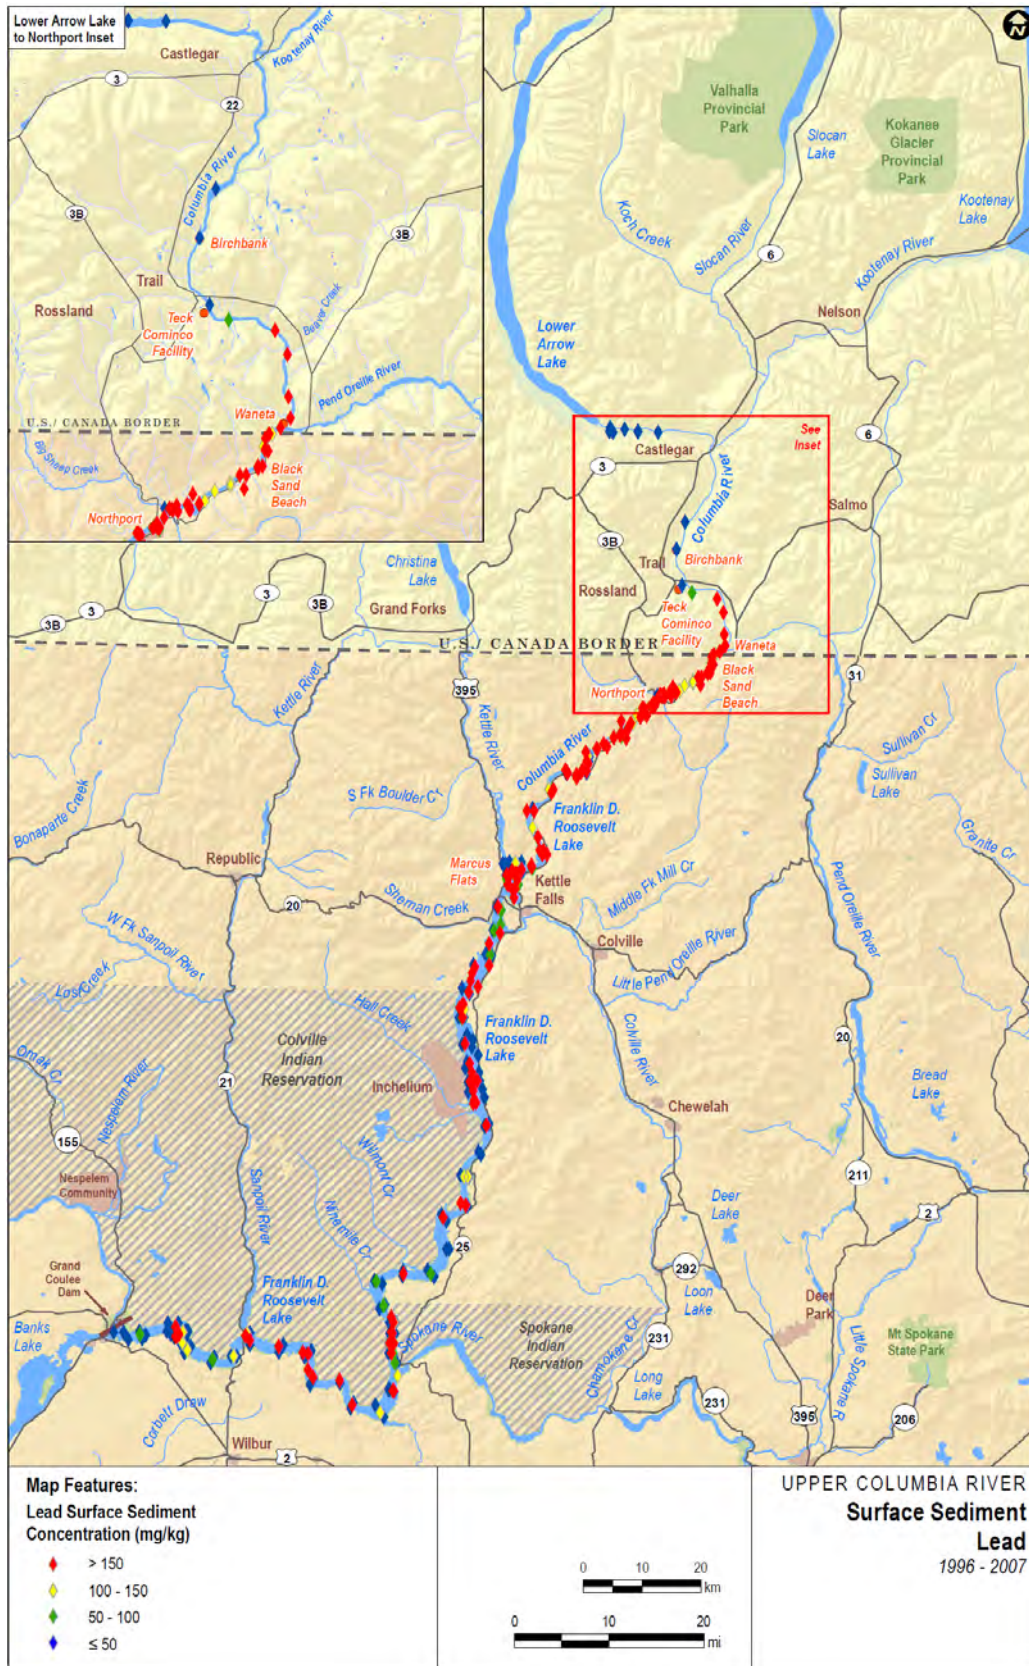 Lower Arrow Lake
to Northport Inset
Castlegar
Kootenay River
3
22
Columbia River
3B
3B
Birchbank
Trail
Rossland
Teck
Cominco
Facility
Beaver Creek
Pend Oreille River
Waneta
U.S./ CANADA BORDER
Big Sheep Creek
Black
Sand
Beach
Northport
N
Valhalla
Provincial
Park
Slocan
Lake
Kokanee
Glacier
Provincial
Park
Kootenay
Lake
Koch Creek
Slocan River
6
Kootenay River
Nelson
Lower
Arrow
Lake
See
Inset
6
Castlegar
3
Columbia River
Salmo
3B
Birchbank
Trail
Rossland
Teck
Cominco
Facility
Christina
Lake
Grand Forks
3
3B
3
3B
U.S./ CANADA BORDER
Waneta
Black
Sand
Beach
Northport
31
395
Kettle River
Kettle River
Columbia River
Sullivan Cr
Sullivan
Lake
S Fk Boulder Cr
Franklin D.
Roosevelt
Lake
Bonaparte Creek
Granite Cr
Republic
Marcus
Flats
Kettle
Falls
Middle Fk Mill Cr
Pend Oreille River
20
Sherman Creek
Colville
W Fk Sanpoil River
Little Pend Oreille River
Lost Creek
Hall Creek
Franklin D.
Roosevelt
Lake
Colville
Indian
Reservation
Colville River
20
Omak Cr
Nespelem River
21
Inchelium
Bread
Lake
Chewelah
155
Wilmont Cr
Nespelem
Community
Sanpoil River
Ninemile Cr
211
Deer
Lake
2
25
292
Grand
Coulee
Dam
Franklin D.
Roosevelt
Lake
Loon
Lake
Deer
Park
Banks
Lake
Spokane River
Spokane
Indian
Reservation
Chamokane Cr
231
Little Spokane R
Mt Spokane
State Park
Long
Lake
Corbett Draw
231
395
206
Wilbur
2
Map Features:
Lead Surface Sediment
Concentration (mg/kg)
> 150
100 - 150
50 - 100
≤ 50
0 10 20
km
0 10 20
mi
UPPER COLUMBIA RIVER
Surface Sediment
Lead
1996 - 2007